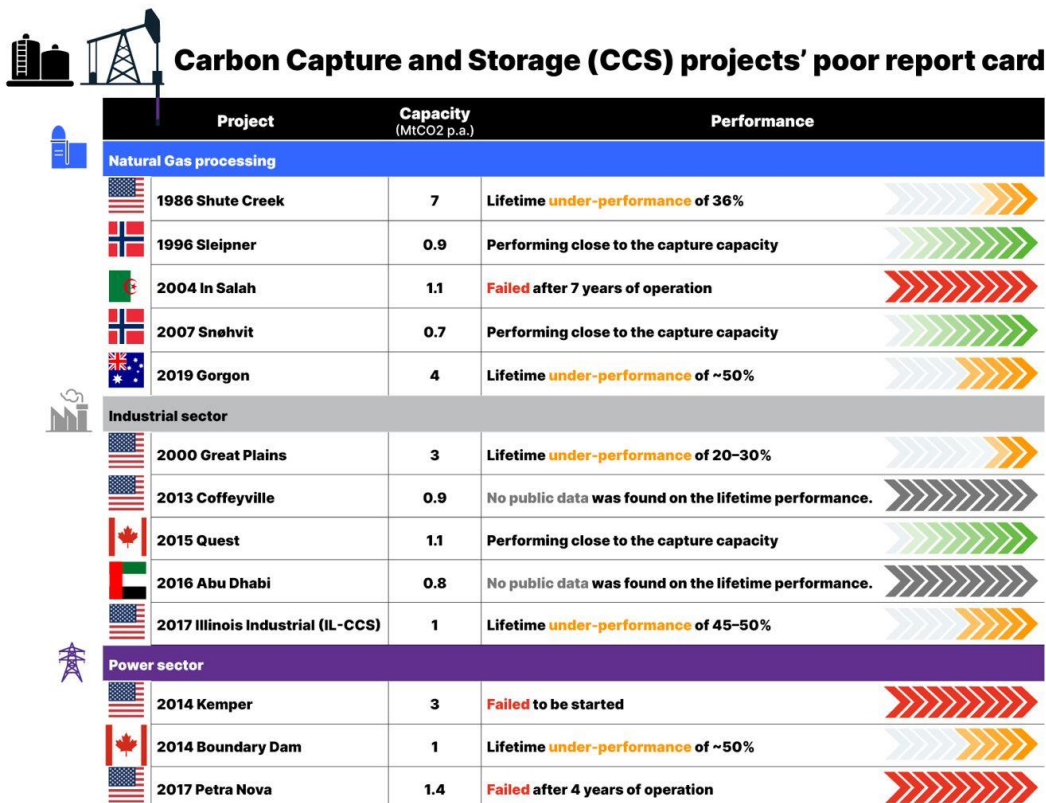 Carbon Capture and Storage (CCS) projects' poor report card
Project Capacity (MtCO2 p.a.) Performance
Natural Gas processing
1986 Shute Creek 7 Lifetime under-performance of 36%
1996 Sleipner 0.9 Performing close to the capture capacity
2004 In Salah 1.1 Failed after 7 years of operation
2007 Snøhvit 0.7 Performing close to the capture capacity
2019 Gorgon 4 Lifetime under-performance of ~50%
Industrial sector
2000 Great Plains 3 Lifetime under-performance of 20–30%
2013 Coffeyville 0.9 No public data was found on the lifetime performance.
2015 Quest 1.1 Performing close to the capture capacity
2016 Abu Dhabi 0.8 No public data was found on the lifetime performance.
2017 Illinois Industrial (IL-CCS) 1 Lifetime under-performance of 45–50%
Power sector
2014 Kemper 3 Failed to be started
2014 Boundary Dam 1 Lifetime under-performance of ~50%
2017 Petra Nova 1.4 Failed after 4 years of operation